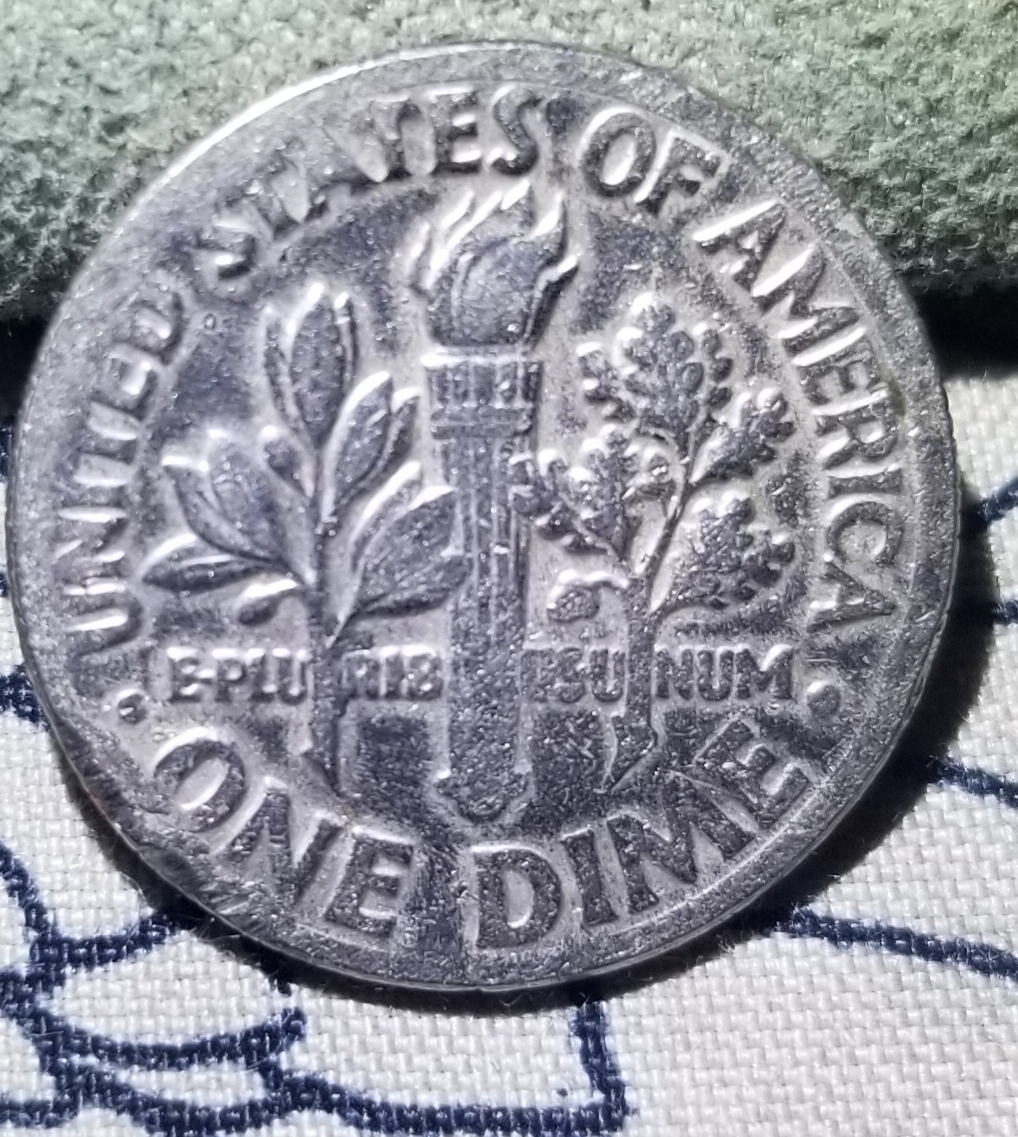 UNITED STATES OF AMERICA
E·PLURIBUS UNUM
· ONE DIME ·